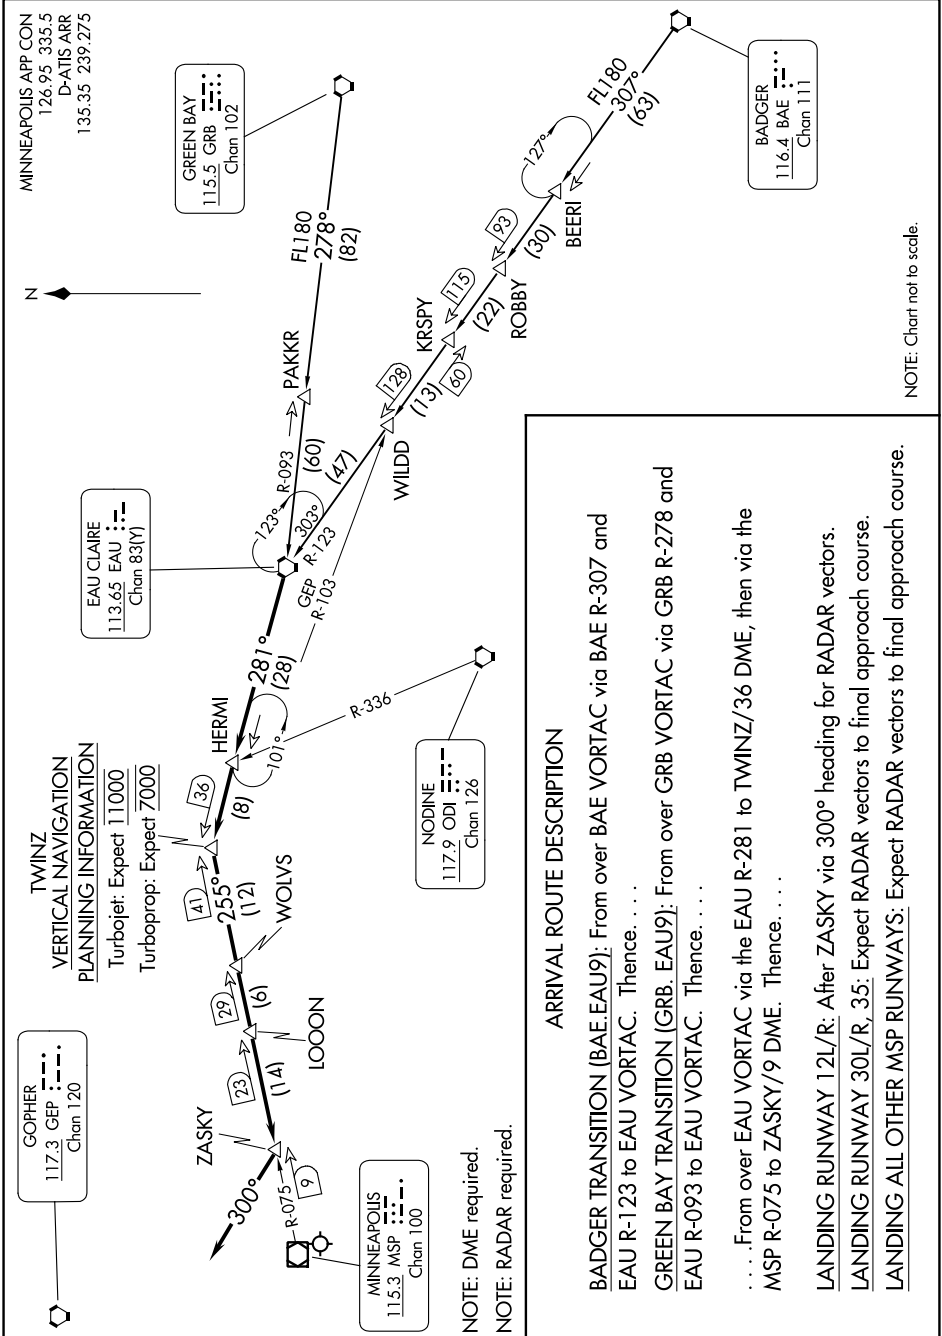 MINNEAPOLIS APP CON
126.95 335.5
D-ATIS ARR
135.35 239.275
GOPHER
117.3 GEP
Chan 120
TWINZ
VERTICAL NAVIGATION
PLANNING INFORMATION
Turbojet: Expect 11000
Turboprop: Expect 7000
EAU CLAIRE
113.65 EAU
Chan 83(Y)
GREEN BAY
115.5 GRB
Chan 102
N
ZASKY
300°
R-075
9
MINNEAPOLIS
115.3 MSP
Chan 100
23
(14)
LOOON
29
(6)
WOLVS
41
255°
(12)
36
(8)
HERMI
101°
281°
(28)
R-336
NODINE
117.9 ODI
Chan 126
GEP
R-103
123°
303°
R-123
R-093
(60)
PAKKR
FL180
278°
(82)
(47)
WILDD
128
(13)
KRSPY
60
115
(22)
ROBBY
93
(30)
BEERI
127°
FL180
307°
(63)
BADGER
116.4 BAE
Chan 111
NOTE: DME required.
NOTE: RADAR required.
NOTE: Chart not to scale.
ARRIVAL ROUTE DESCRIPTION
BADGER TRANSITION (BAE.EAU9): From over BAE VORTAC via BAE R-307 and
EAU R-123 to EAU VORTAC. Thence. . . .
GREEN BAY TRANSITION (GRB. EAU9): From over GRB VORTAC via GRB R-278 and
EAU R-093 to EAU VORTAC. Thence. . . .
. . . .From over EAU VORTAC via the EAU R-281 to TWINZ/36 DME, then via the
MSP R-075 to ZASKY/9 DME. Thence. . . .
LANDING RUNWAY 12L/R: After ZASKY via 300° heading for RADAR vectors.
LANDING RUNWAY 30L/R, 35: Expect RADAR vectors to final approach course.
LANDING ALL OTHER MSP RUNWAYS: Expect RADAR vectors to final approach course.